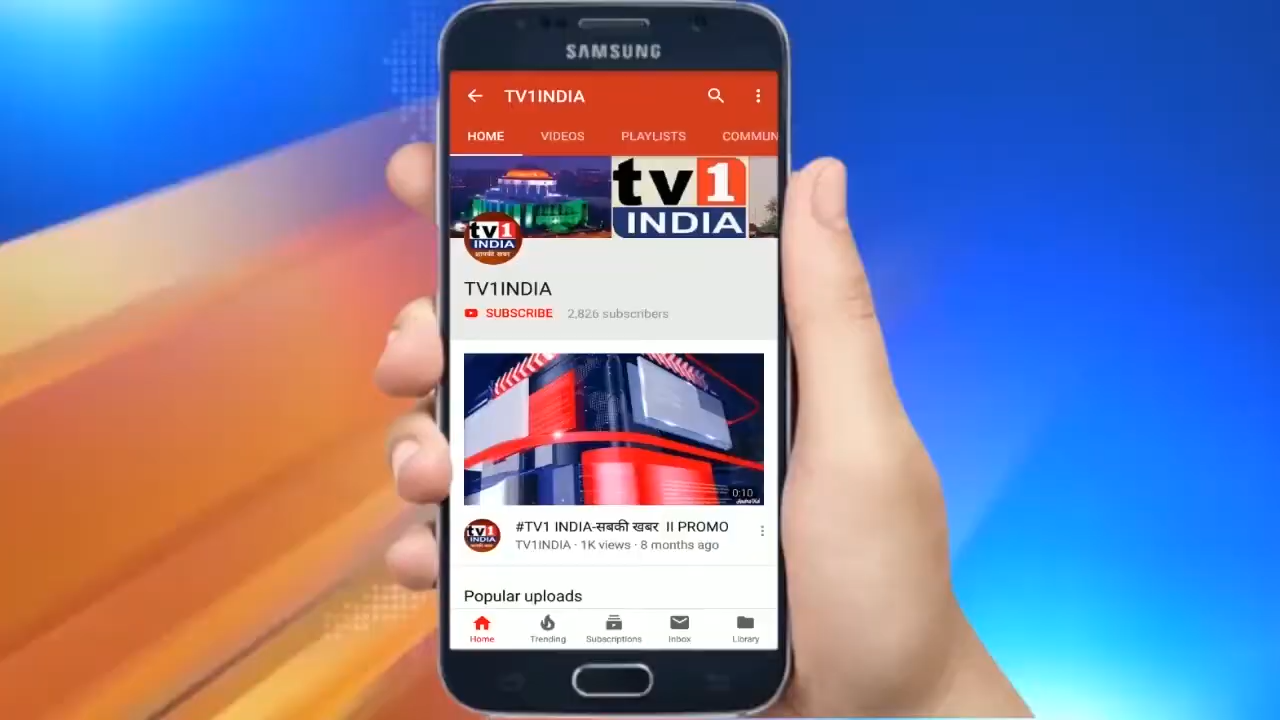 SAMSUNG
TV1INDIA
HOME VIDEOS PLAYLISTS COMMUN
tv1
INDIA
tv1
INDIA
आपकी खबर
TV1INDIA
SUBSCRIBE 2,826 subscribers
0:10
#TV1 INDIA-सबकी खबर II PROMO
TV1INDIA · 1K views · 8 months ago
tv1
INDIA
Popular uploads
Home Trending Subscriptions Inbox Library